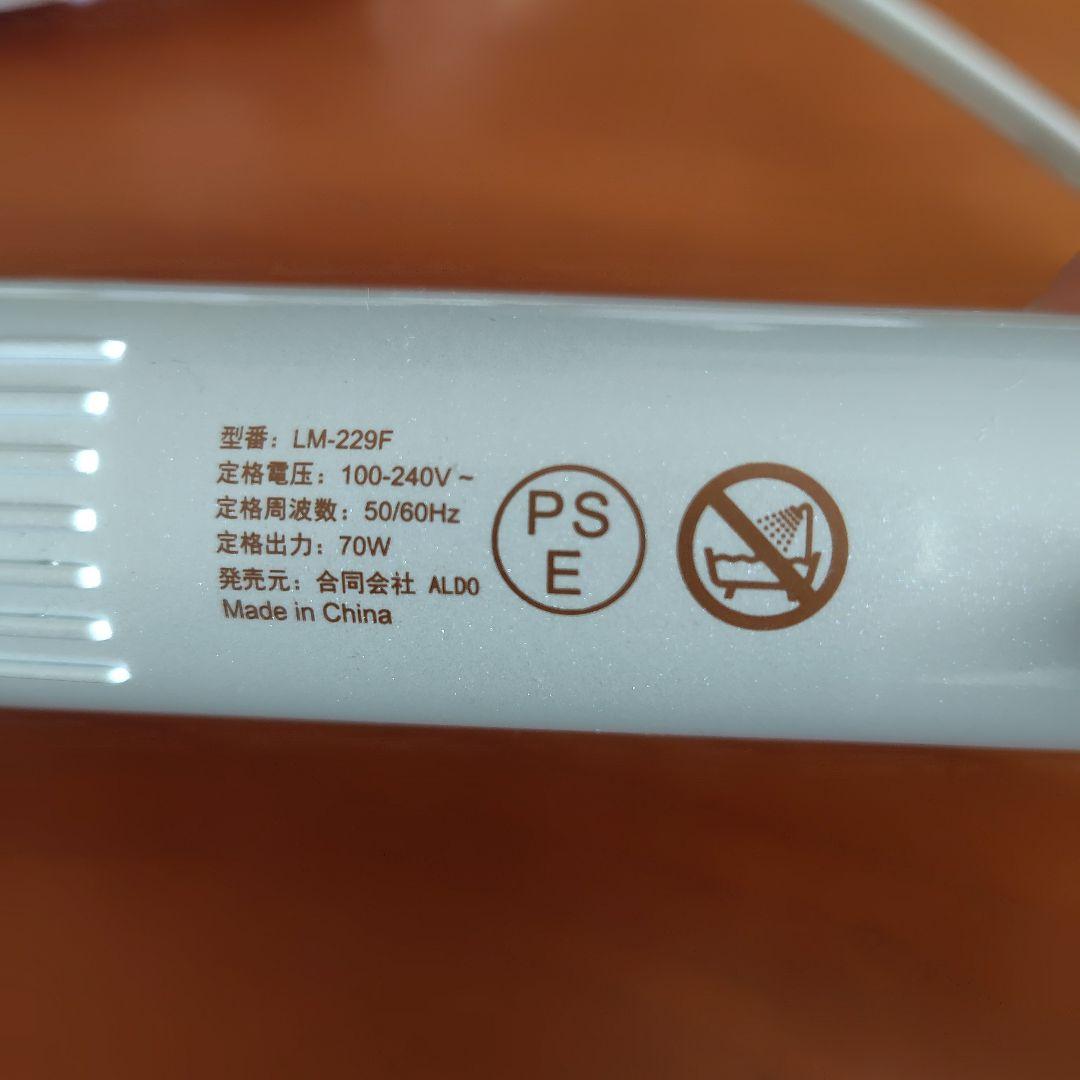 型番: LM-229F
定格電圧: 100-240V~
定格周波数: 50/60Hz
定格出力: 70W
発売元: 合同会社 ALDO
Made in China
PS
E